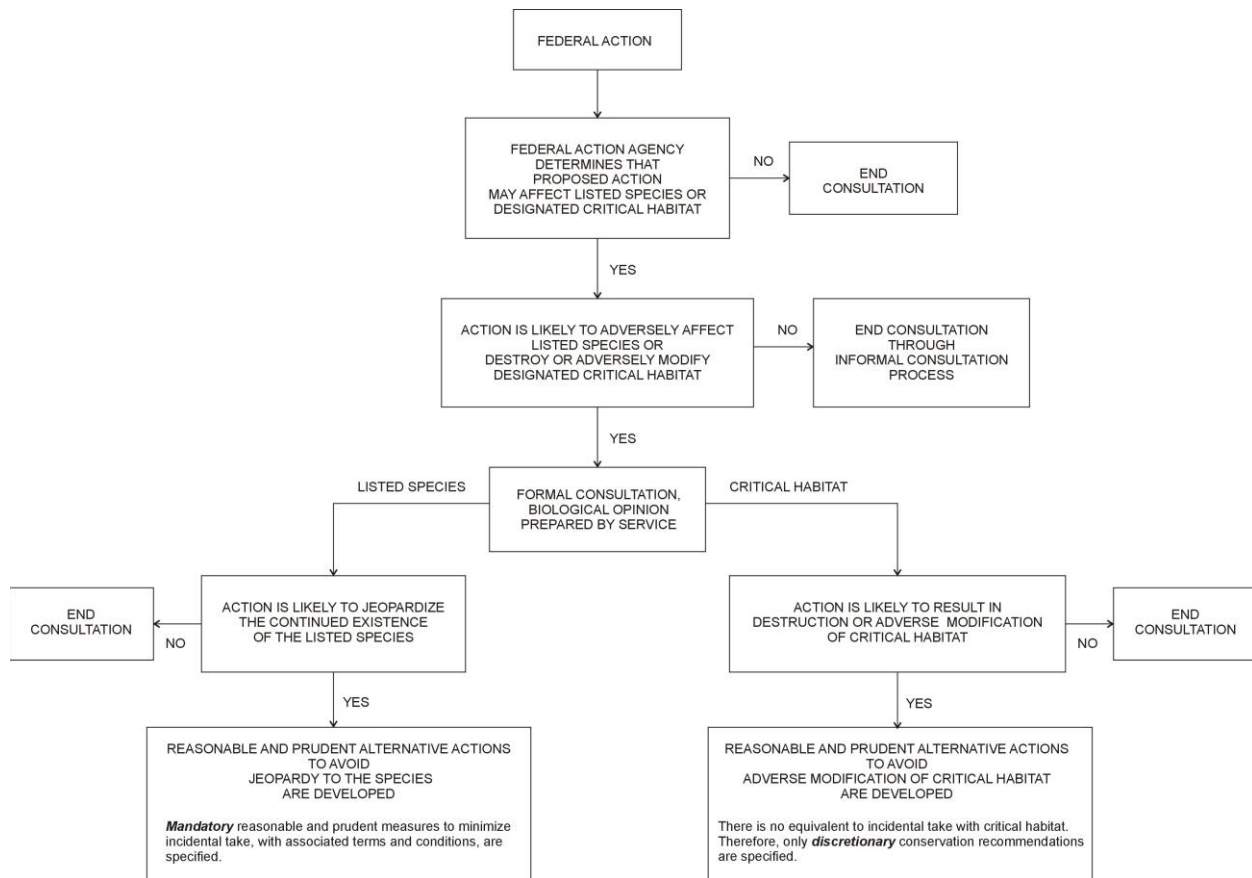 FEDERAL ACTION
FEDERAL ACTION AGENCY
DETERMINES THAT
PROPOSED ACTION
MAY AFFECT LISTED SPECIES OR
DESIGNATED CRITICAL HABITAT
NO
END
CONSULTATION
YES
ACTION IS LIKELY TO ADVERSELY AFFECT
LISTED SPECIES OR
DESTROY OR ADVERSELY MODIFY
DESIGNATED CRITICAL HABITAT
NO
END CONSULTATION
THROUGH
INFORMAL CONSULTATION
PROCESS
YES
LISTED SPECIES
FORMAL CONSULTATION,
BIOLOGICAL OPINION
PREPARED BY SERVICE
CRITICAL HABITAT
END
CONSULTATION
NO
ACTION IS LIKELY TO JEOPARDIZE
THE CONTINUED EXISTENCE
OF THE LISTED SPECIES
ACTION IS LIKELY TO RESULT IN
DESTRUCTION OR ADVERSE MODIFICATION
OF CRITICAL HABITAT
NO
END
CONSULTATION
YES
YES
REASONABLE AND PRUDENT ALTERNATIVE ACTIONS
TO AVOID
JEOPARDY TO THE SPECIES
ARE DEVELOPED
Mandatory reasonable and prudent measures to minimize
incidental take, with associated terms and conditions, are
specified.
REASONABLE AND PRUDENT ALTERNATIVE ACTIONS
TO AVOID
ADVERSE MODIFICATION OF CRITICAL HABITAT
ARE DEVELOPED
There is no equivalent to incidental take with critical habitat.
Therefore, only discretionary conservation recommendations
are specified.